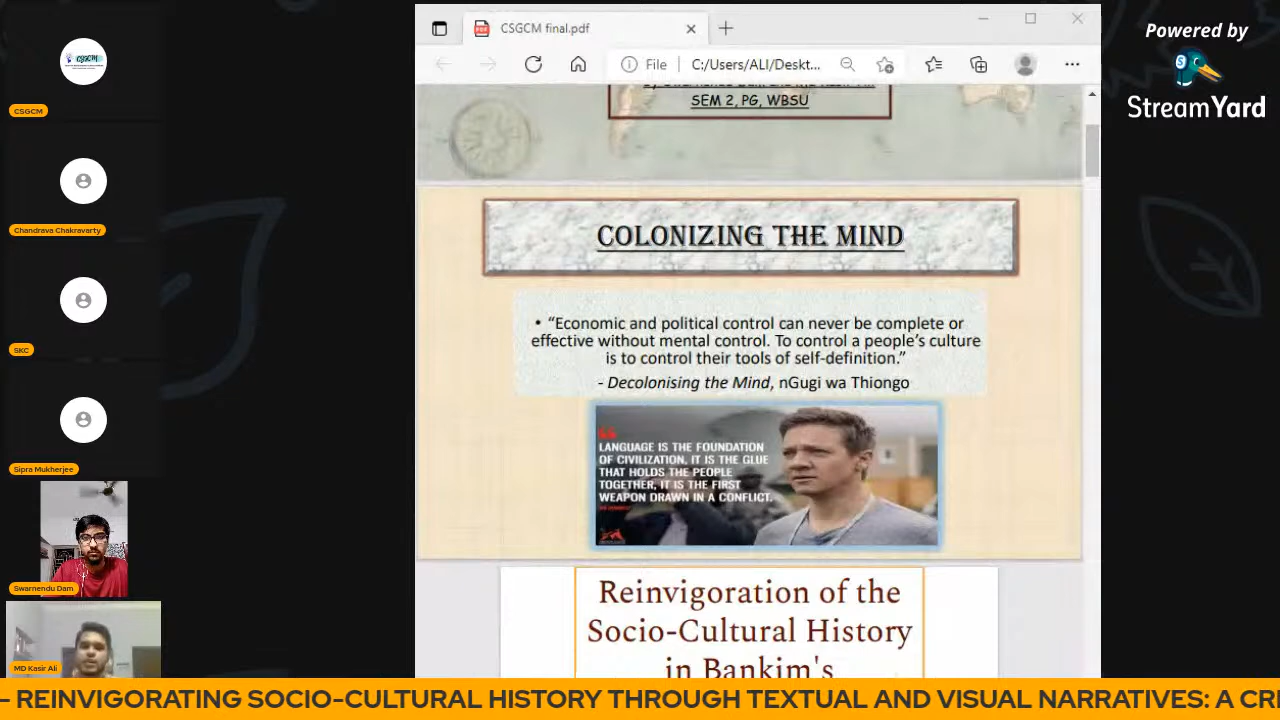 CSGCM
CSGCM
Chandrava Chakravarty
SKC
Sipra Mukherjee
Swarnendu Dam
MD Kasir Ali
CSGCM final.pdf
File
C:/Users/ALI/Deskt...
SEM 2, PG, WBSU
COLONIZING THE MIND
• “Economic and political control can never be complete or
effective without mental control. To control a people’s culture
is to control their tools of self-definition.”
- Decolonising the Mind, nGugi wa Thiongo
LANGUAGE IS THE FOUNDATION
OF CIVILIZATION. IT IS THE GLUE
THAT HOLDS THE PEOPLE
TOGETHER, IT IS THE FIRST
WEAPON DRAWN IN A CONFLICT.
Reinvigoration of the
Socio-Cultural History
in Bankim's
Powered by
StreamYard
– REINVIGORATING SOCIO-CULTURAL HISTORY THROUGH TEXTUAL AND VISUAL NARRATIVES: A CRI